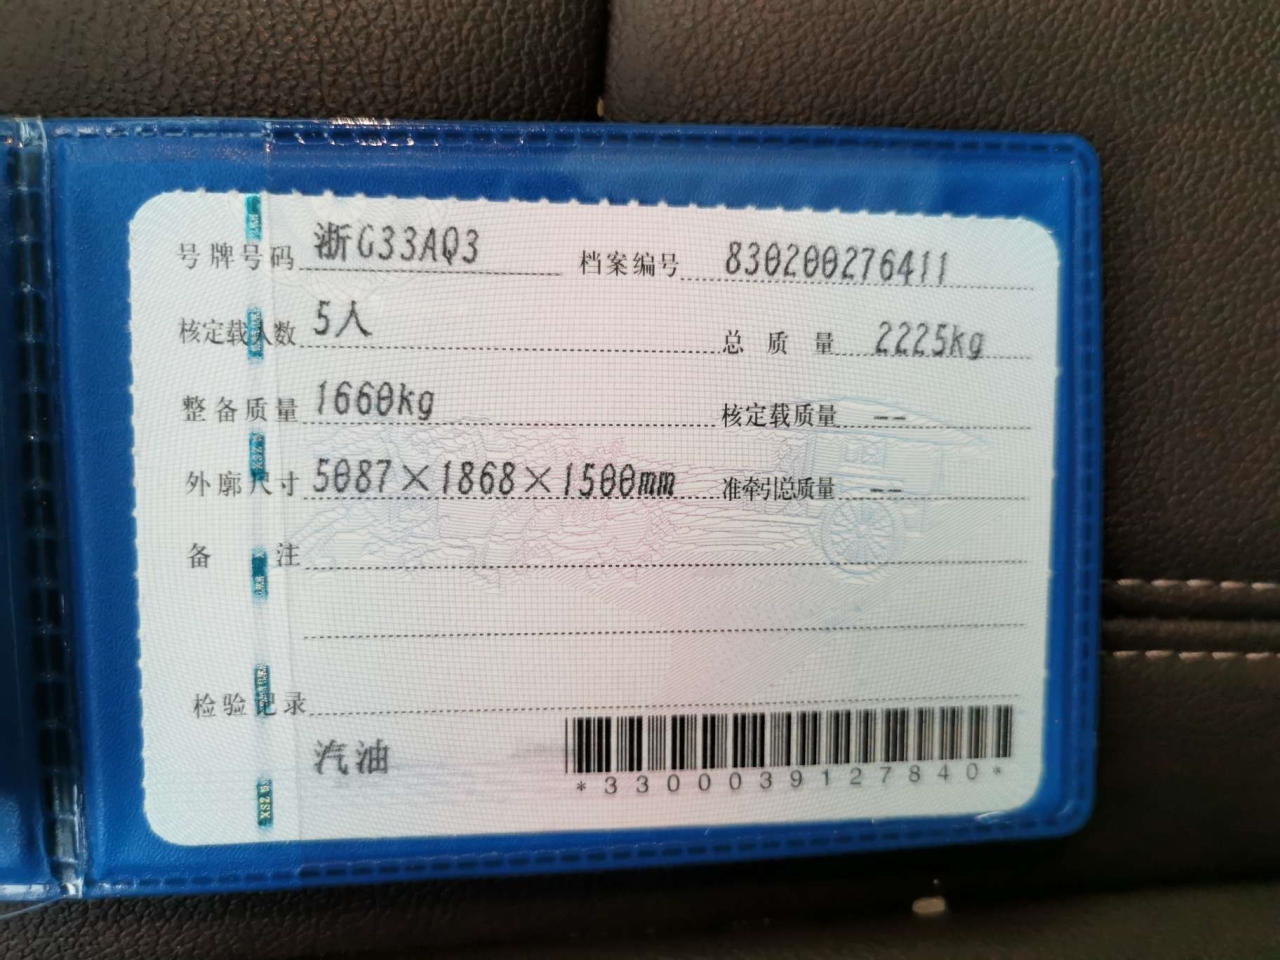 号牌号码 浙G33AQ3 档案编号 830200276411
核定载人数 5人 总质量 2225kg
整备质量 1660kg 核定载质量 --
外廓尺寸 5087×1868×1500mm 准牵引总质量 --
备注
检验记录
汽油
*3300039127840*